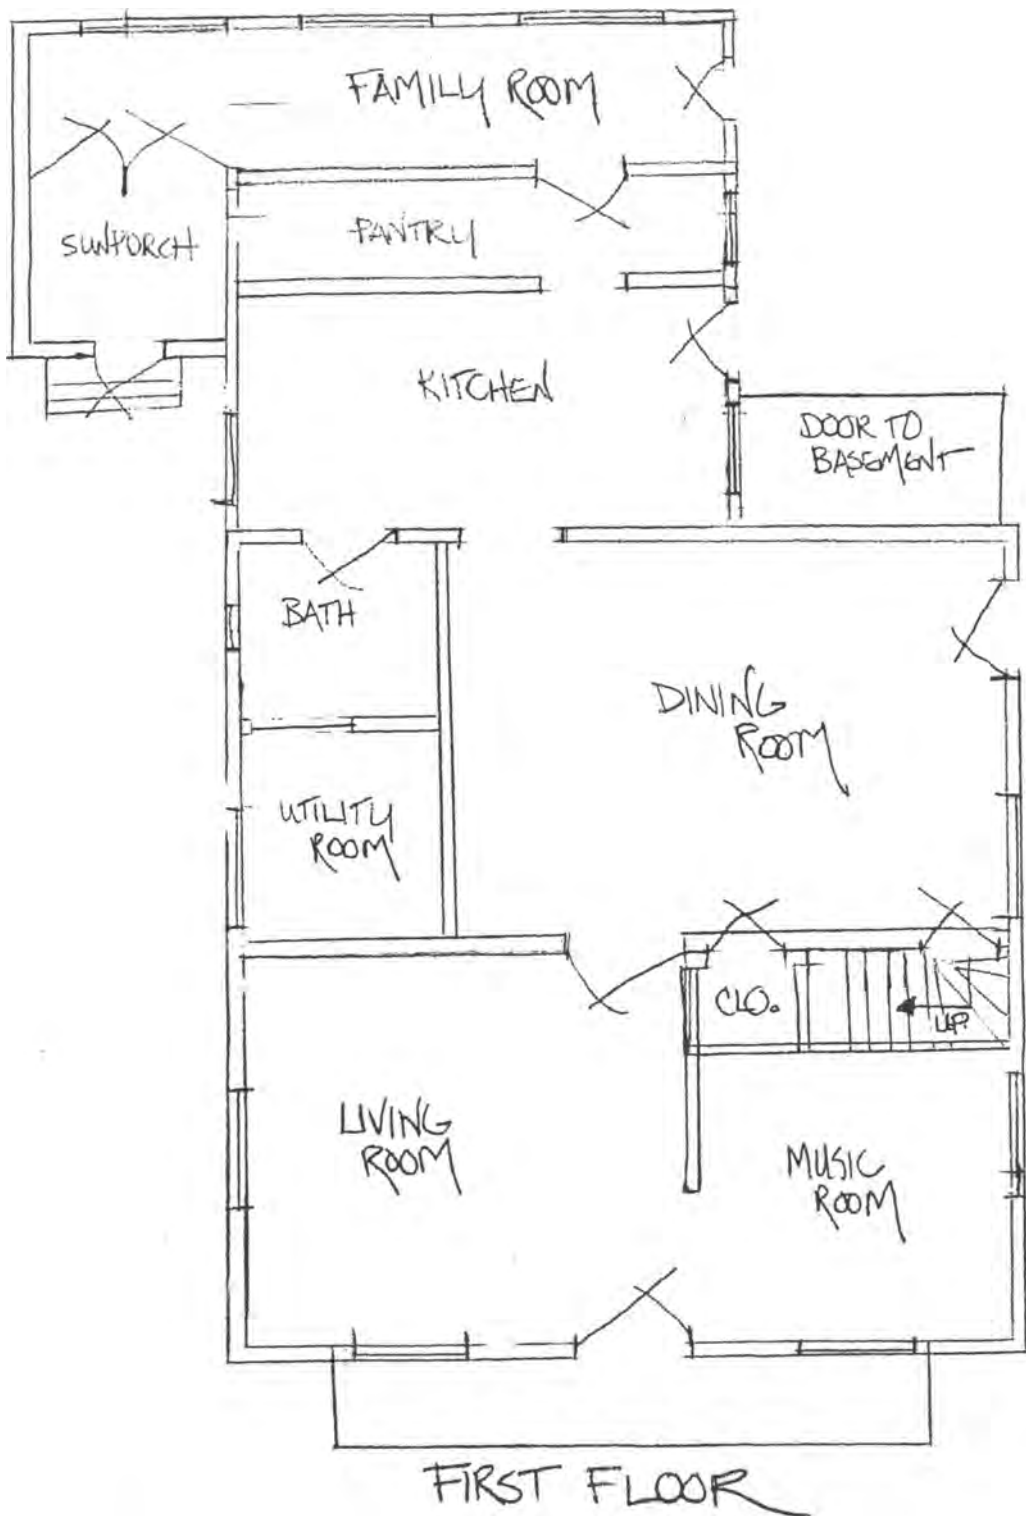 FAMILY ROOM
SUNPORCH
PANTRY
KITCHEN
DOOR TO
BASEMENT
BATH
DINING
ROOM
UTILITY
ROOM
CLO.
UP
LIVING
ROOM
MUSIC
ROOM
FIRST FLOOR